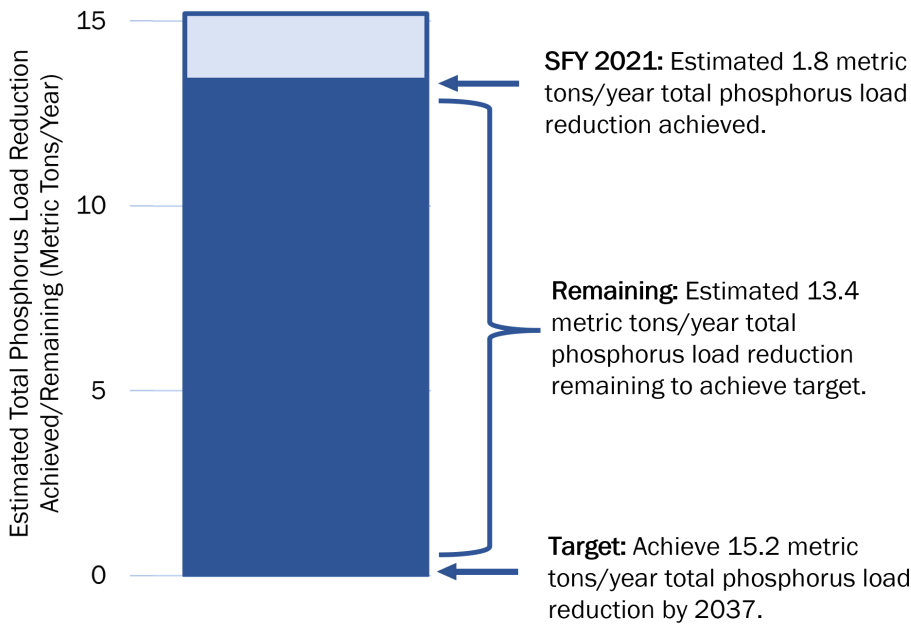 Estimated Total Phosphorus Load Reduction
Achieved/Remaining (Metric Tons/Year)
15
10
5
0
SFY 2021: Estimated 1.8 metric
tons/year total phosphorus load
reduction achieved.
Remaining: Estimated 13.4
metric tons/year total
phosphorus load reduction
remaining to achieve target.
Target: Achieve 15.2 metric
tons/year total phosphorus load
reduction by 2037.